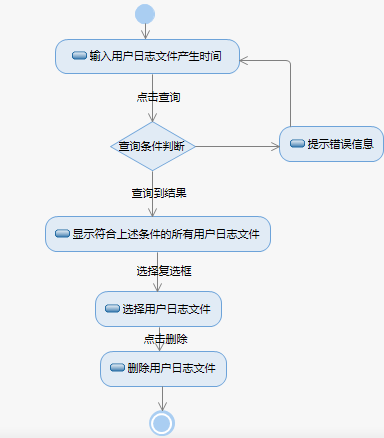 输入用户日志文件产生时间
点击查询
查询条件判断
提示错误信息
查询到结果
显示符合上述条件的所有用户日志文件
选择复选框
选择用户日志文件
点击删除
删除用户日志文件